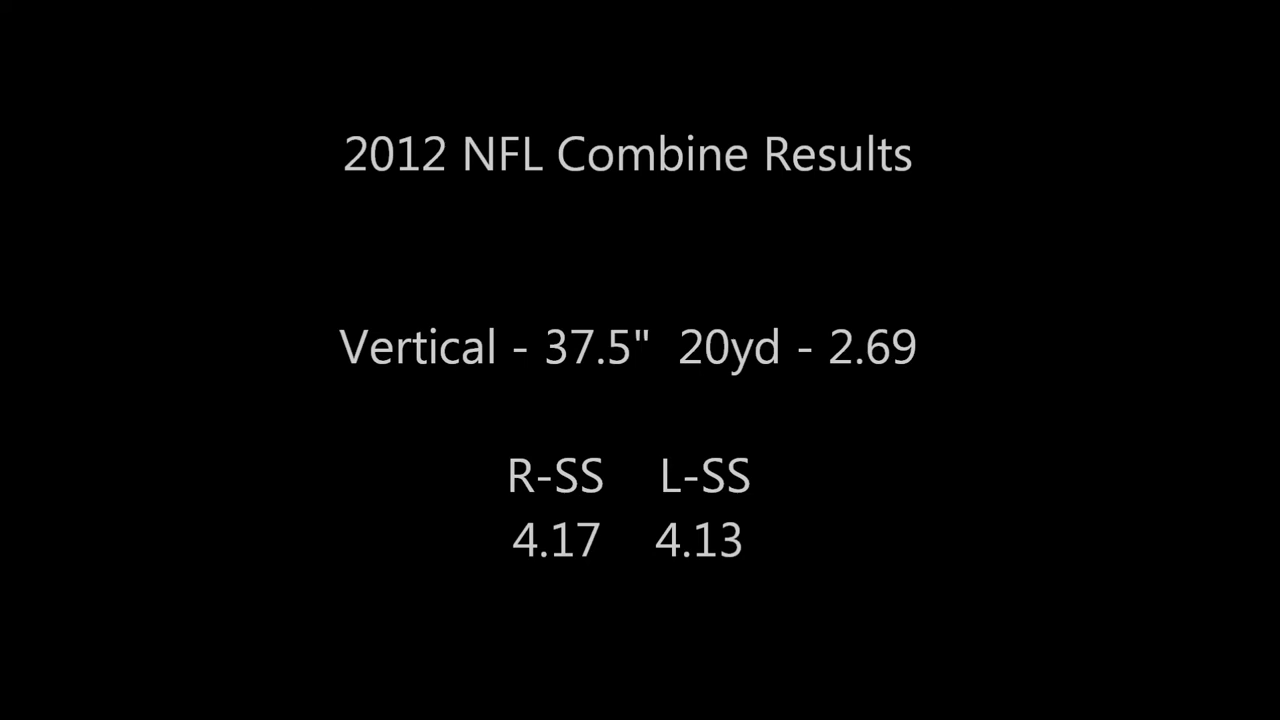 2012 NFL Combine Results
Vertical - 37.5" 20yd - 2.69
R-SS L-SS
4.17 4.13